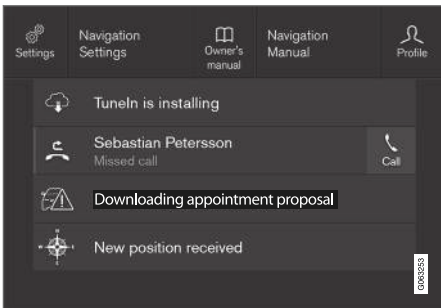 Settings
Navigation
Settings
Owner's
manual
Navigation
Manual
Profile
TuneIn is installing
Sebastian Petersson
Missed call
Call
Downloading appointment proposal
New position received
G063253